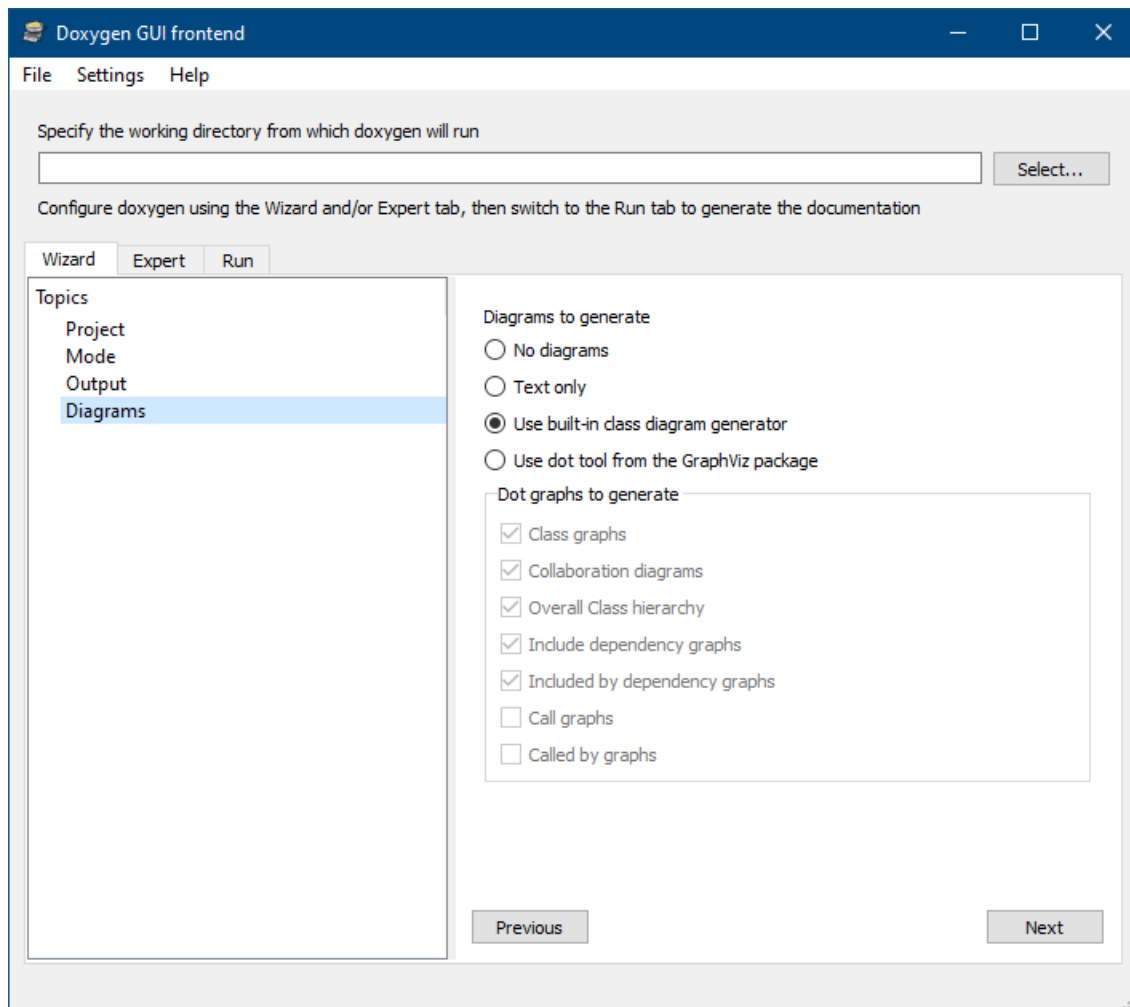 Doxygen GUI frontend
File Settings Help
Specify the working directory from which doxygen will run
Select...
Configure doxygen using the Wizard and/or Expert tab, then switch to the Run tab to generate the documentation
Wizard Expert Run
Topics
Project
Mode
Output
Diagrams
Diagrams to generate
No diagrams
Text only
Use built-in class diagram generator
Use dot tool from the GraphViz package
Dot graphs to generate
Class graphs
Collaboration diagrams
Overall Class hierarchy
Include dependency graphs
Included by dependency graphs
Call graphs
Called by graphs
Previous Next